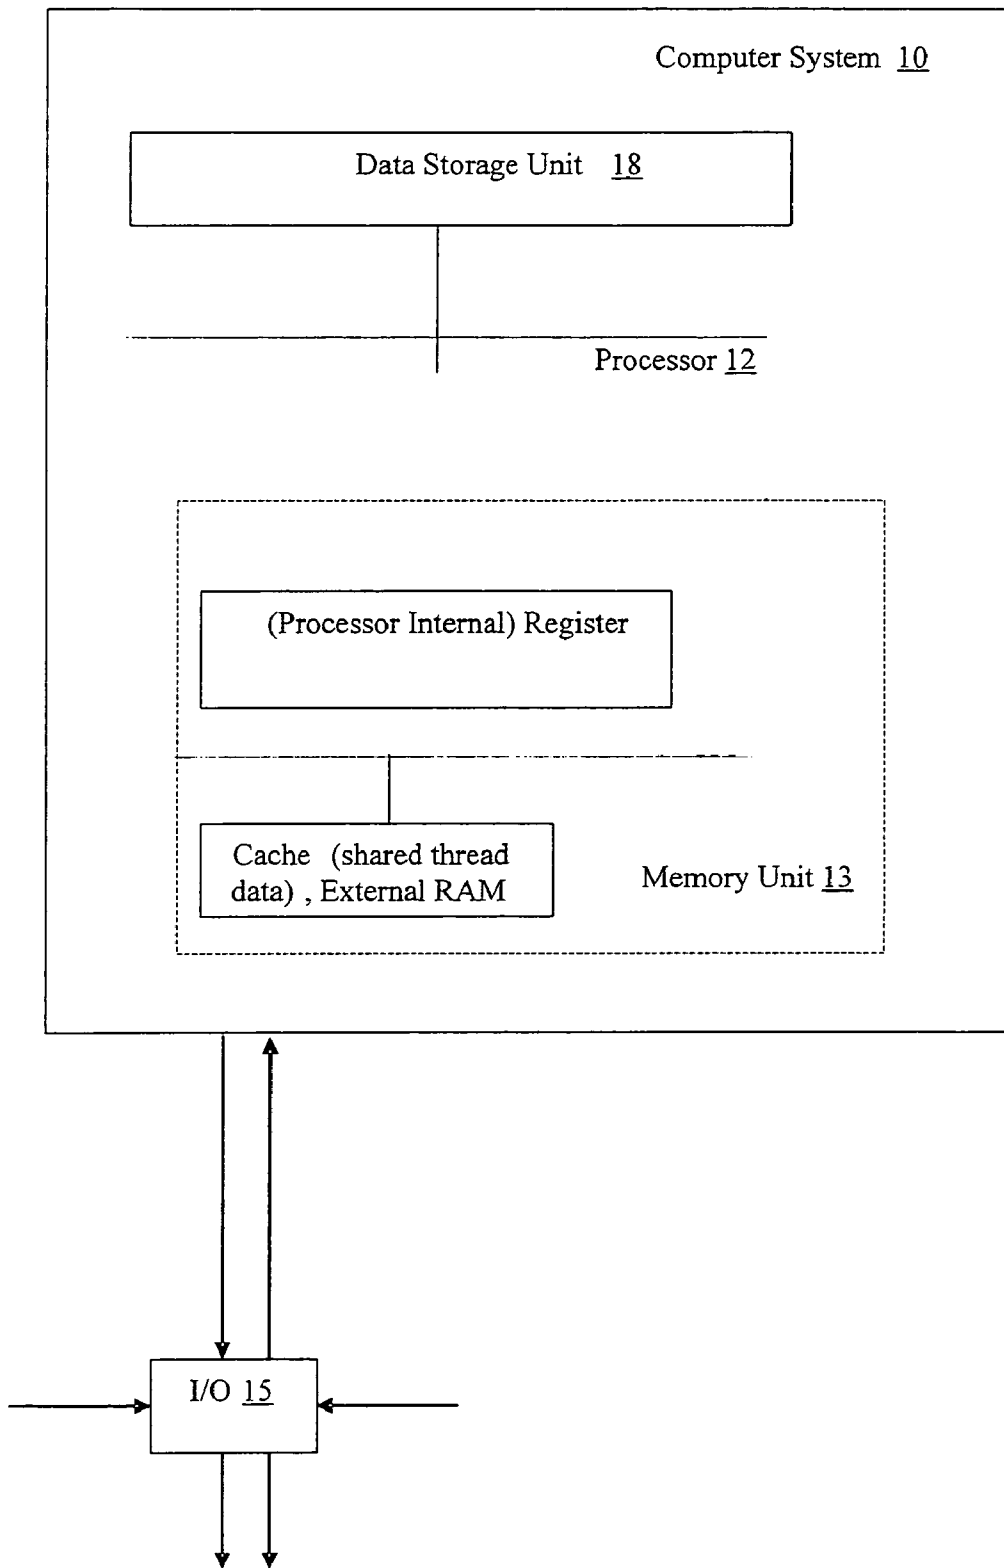 Computer System 10
Data Storage Unit 18
Processor 12
(Processor Internal) Register
Cache (shared thread
data) , External RAM
Memory Unit 13
I/O 15